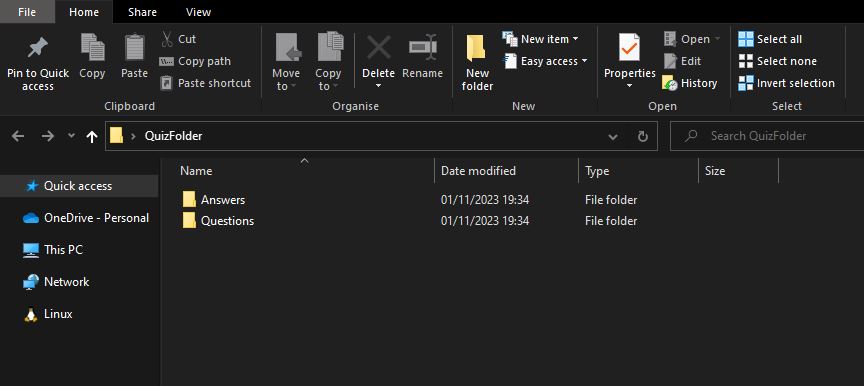 File Home Share View
Pin to Quick access
Copy
Paste
Cut
Copy path
Paste shortcut
Clipboard
Move to
Copy to
Delete
Rename
Organise
New folder
New item
Easy access
New
Properties
Open
Edit
History
Open
Select all
Select none
Invert selection
Select
QuizFolder
Search QuizFolder
Name Date modified Type Size
Quick access
OneDrive - Personal
This PC
Network
Linux
Answers 01/11/2023 19:34 File folder
Questions 01/11/2023 19:34 File folder